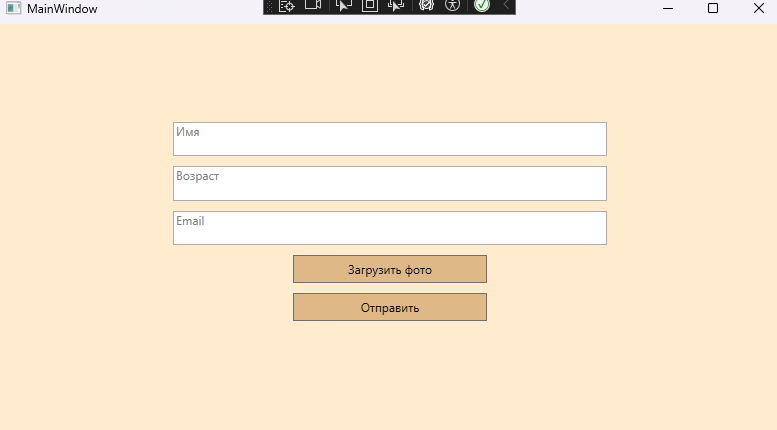 MainWindow
Имя
Возраст
Email
Загрузить фото
Отправить